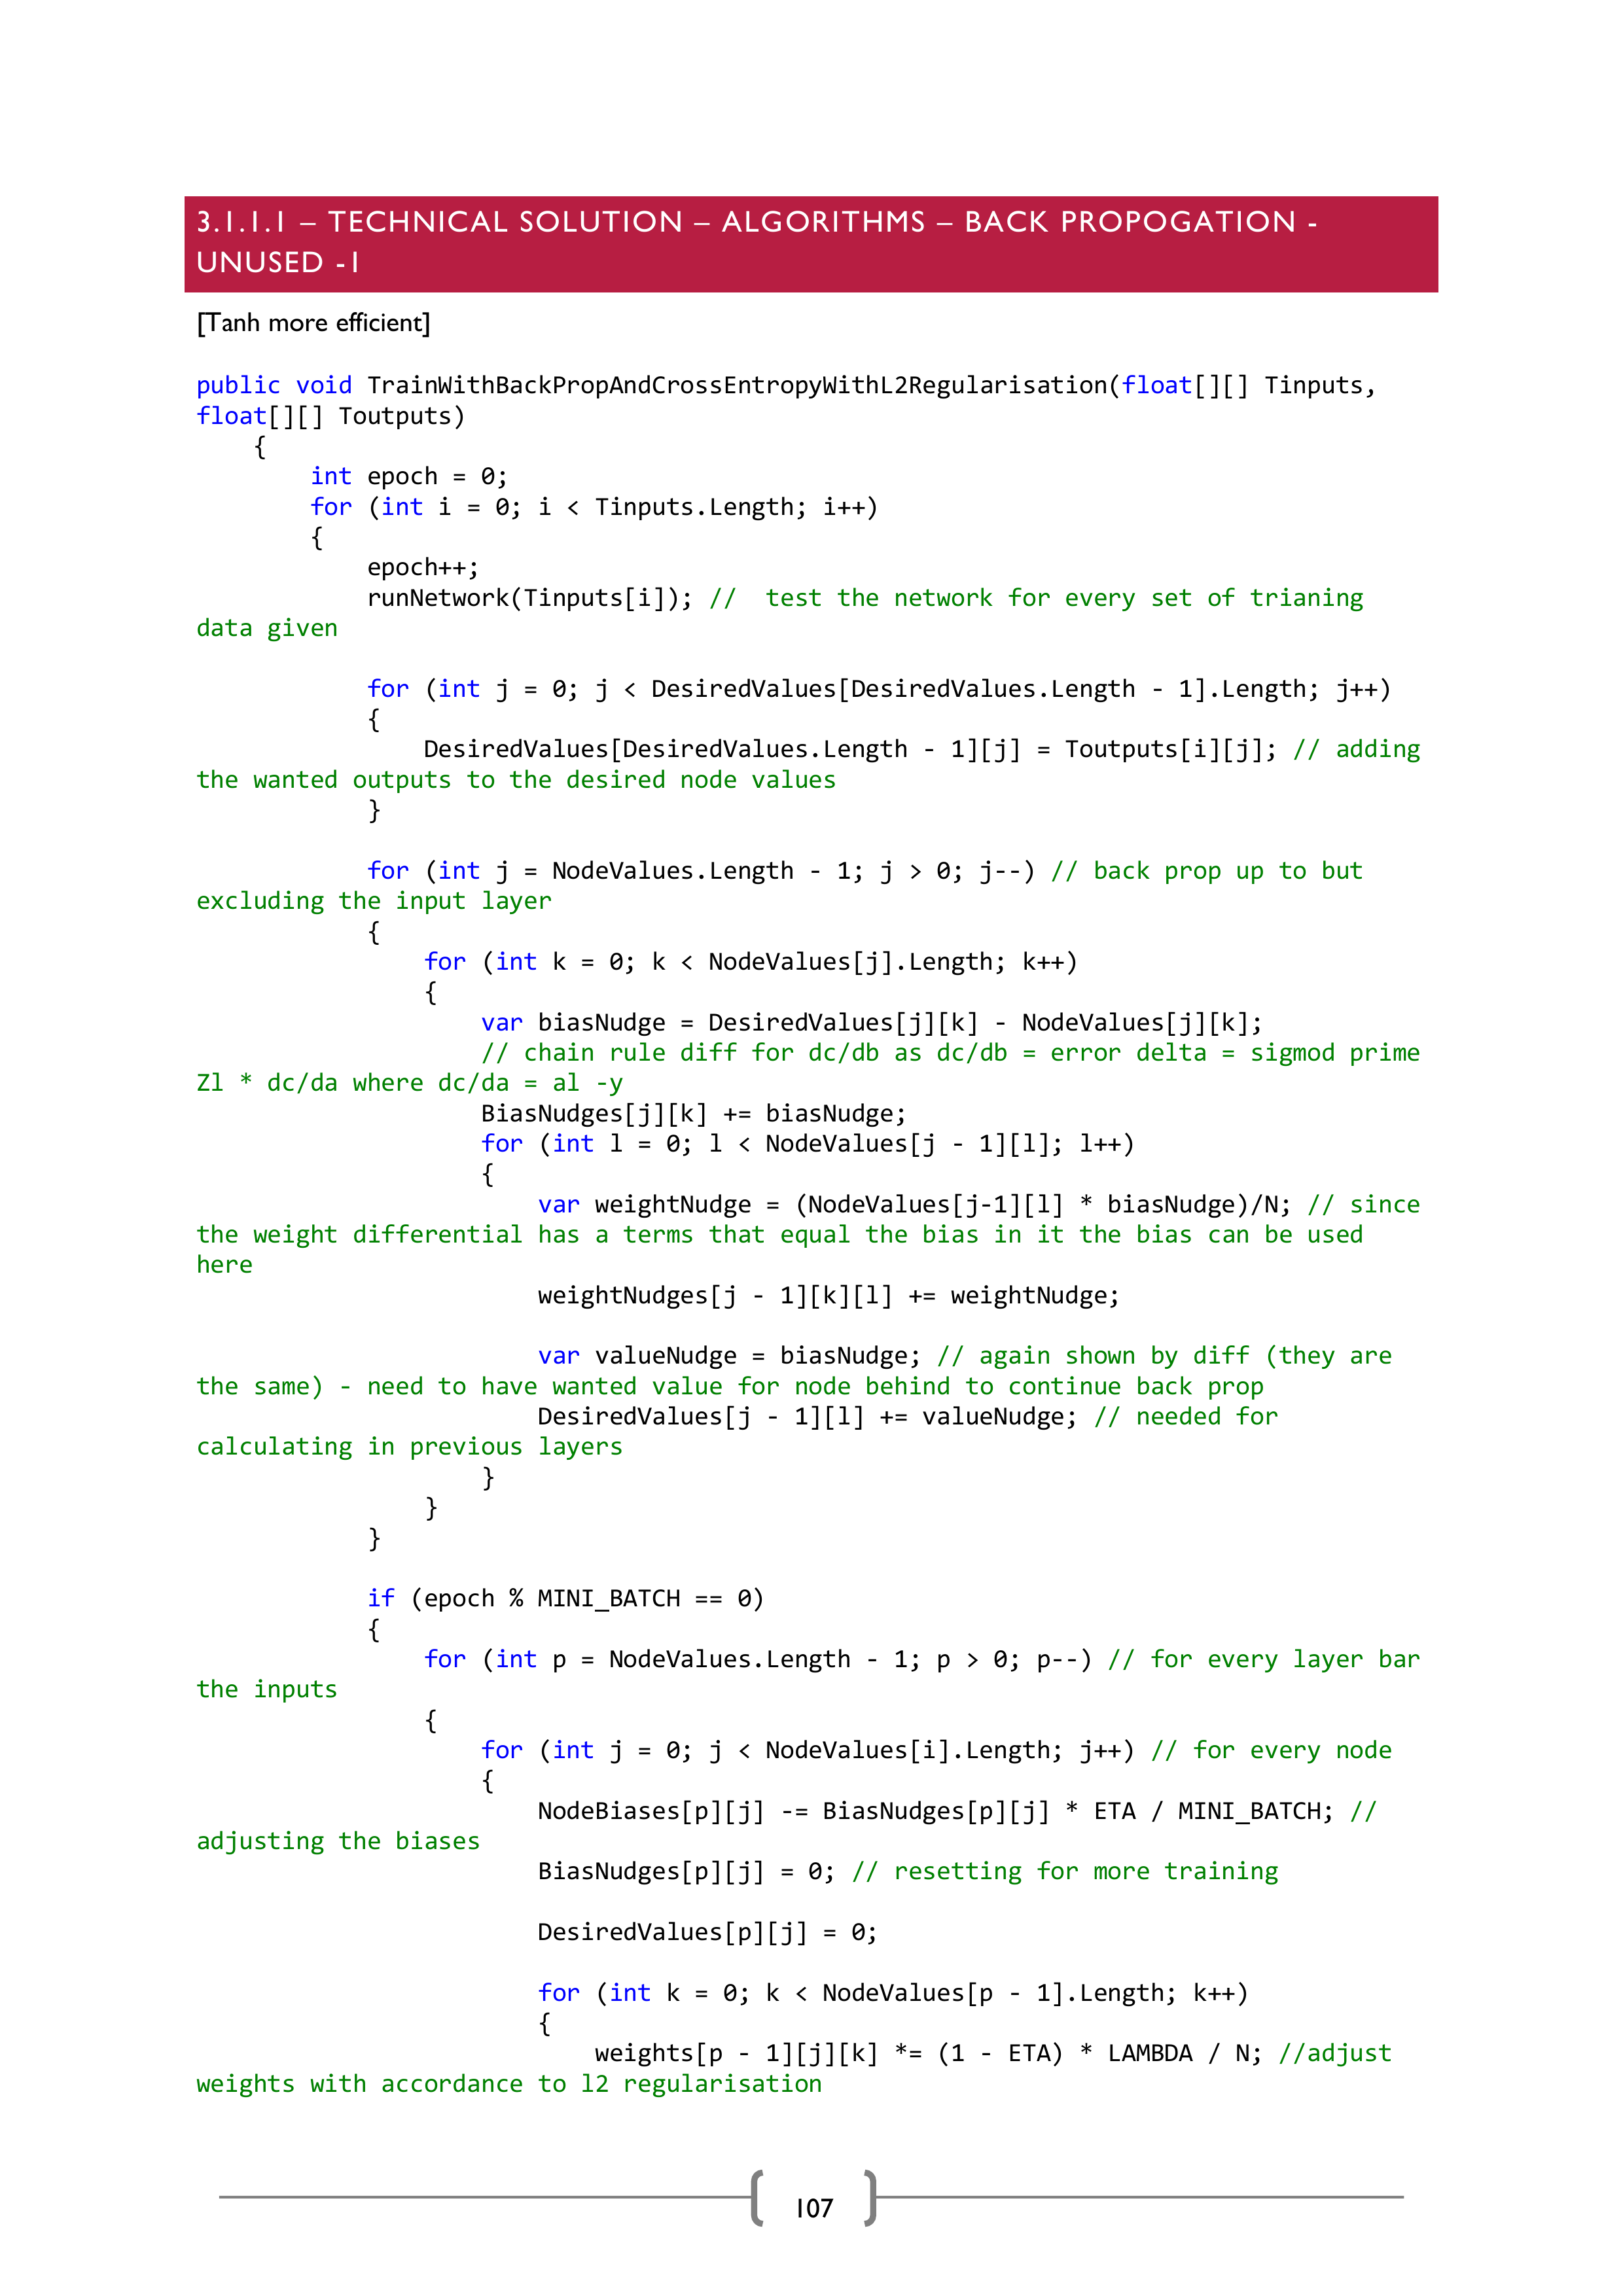 3.1.1.1 – TECHNICAL SOLUTION – ALGORITHMS – BACK PROPOGATION -
UNUSED -1
[Tanh more efficient]
public void TrainWithBackPropAndCrossEntropyWithL2Regularisation(float[][] Tinputs,
float[][] Toutputs)
    {
        int epoch = 0;
        for (int i = 0; i < Tinputs.Length; i++)
        {
            epoch++;
            runNetwork(Tinputs[i]); //  test the network for every set of trianing
data given
            for (int j = 0; j < DesiredValues[DesiredValues.Length - 1].Length; j++)
            {
                DesiredValues[DesiredValues.Length - 1][j] = Toutputs[i][j]; // adding
the wanted outputs to the desired node values
            }
            for (int j = NodeValues.Length - 1; j > 0; j--) // back prop up to but
excluding the input layer
            {
                for (int k = 0; k < NodeValues[j].Length; k++)
                {
                    var biasNudge = DesiredValues[j][k] - NodeValues[j][k];
                    // chain rule diff for dc/db as dc/db = error delta = sigmod prime
Zl * dc/da where dc/da = al -y
                    BiasNudges[j][k] += biasNudge;
                    for (int l = 0; l < NodeValues[j - 1][l]; l++)
                    {
                        var weightNudge = (NodeValues[j-1][l] * biasNudge)/N; // since
the weight differential has a terms that equal the bias in it the bias can be used
here
                        weightNudges[j - 1][k][l] += weightNudge;
                        var valueNudge = biasNudge; // again shown by diff (they are
the same) - need to have wanted value for node behind to continue back prop
                        DesiredValues[j - 1][l] += valueNudge; // needed for
calculating in previous layers
                    }
                }
            }
            if (epoch % MINI_BATCH == 0)
            {
                for (int p = NodeValues.Length - 1; p > 0; p--) // for every layer bar
the inputs
                {
                    for (int j = 0; j < NodeValues[i].Length; j++) // for every node
                    {
                        NodeBiases[p][j] -= BiasNudges[p][j] * ETA / MINI_BATCH; //
adjusting the biases
                        BiasNudges[p][j] = 0; // resetting for more training
                        DesiredValues[p][j] = 0;
                        for (int k = 0; k < NodeValues[p - 1].Length; k++)
                        {
                            weights[p - 1][j][k] *= (1 - ETA) * LAMBDA / N; //adjust
weights with accordance to l2 regularisation
107